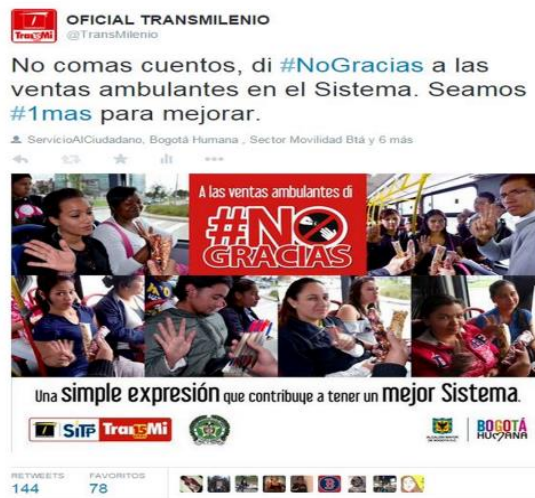 OFICIAL TRANSMILENIO
@TransMilenio
No comas cuentos, di #NoGracias a las
ventas ambulantes en el Sistema. Seamos
#1mas para mejorar.
ServicioAlCiudadano, Bogotá Humana , Sector Movilidad Btá y 6 más
A las ventas ambulantes di
#NO
GRACIAS
Una simple expresión que contribuye a tener un mejor Sistema.
SiTP TransMi
BOGOTÁ
HUMANA
RETWEETS FAVORITOS
144 78